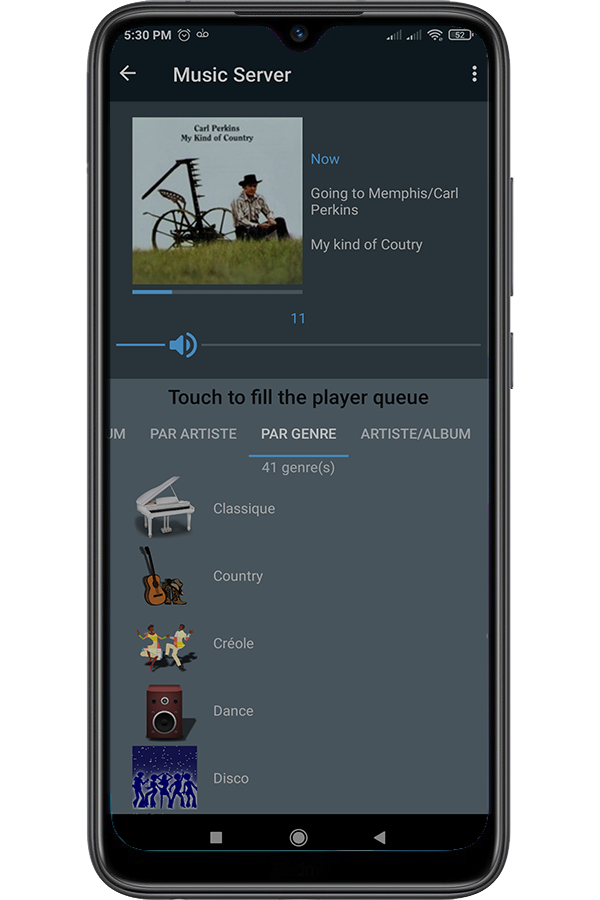 5:30 PM
52
Music Server
Carl Perkins
My Kind of Country
Now
Going to Memphis/Carl
Perkins
My kind of Coutry
11
Touch to fill the player queue
UM PAR ARTISTE PAR GENRE ARTISTE/ALBUM
41 genre(s)
Classique
Country
Créole
Dance
Disco